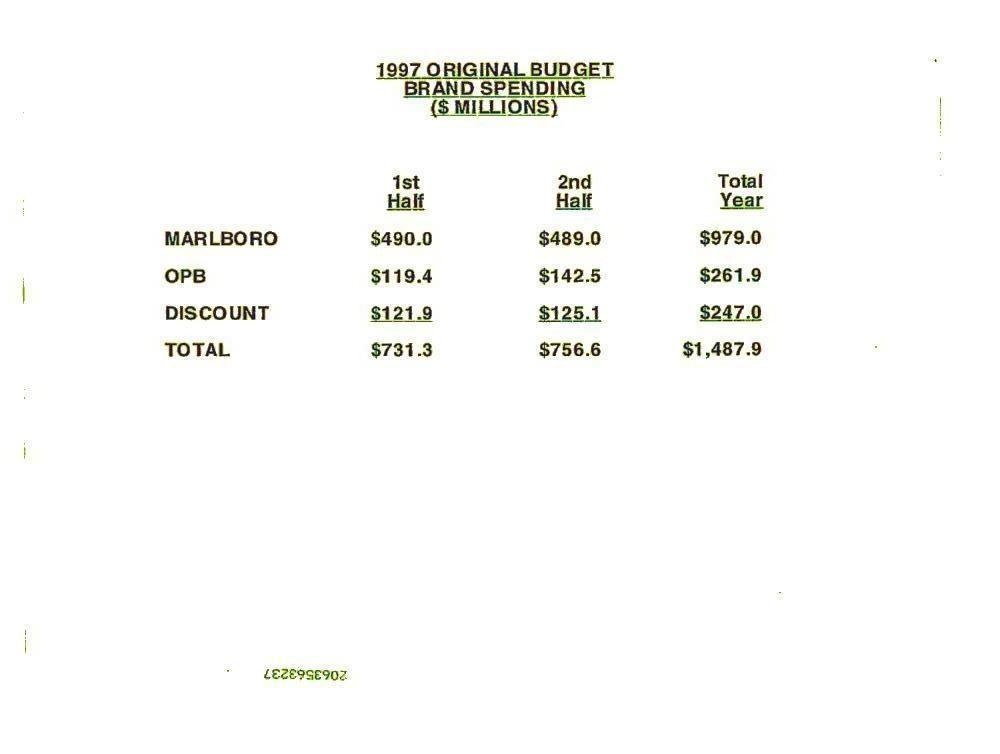 1997 ORIGINAL BUDGET
BRAND SPENDING
($ MILLIONS)
1st Half 2nd Half Total Year
MARLBORO $490.0 $489.0 $979.0
OPB $119.4 $142.5 $261.9
DISCOUNT $121.9 $125.1 $247.0
TOTAL $731.3 $756.6 $1,487.9
2063563237